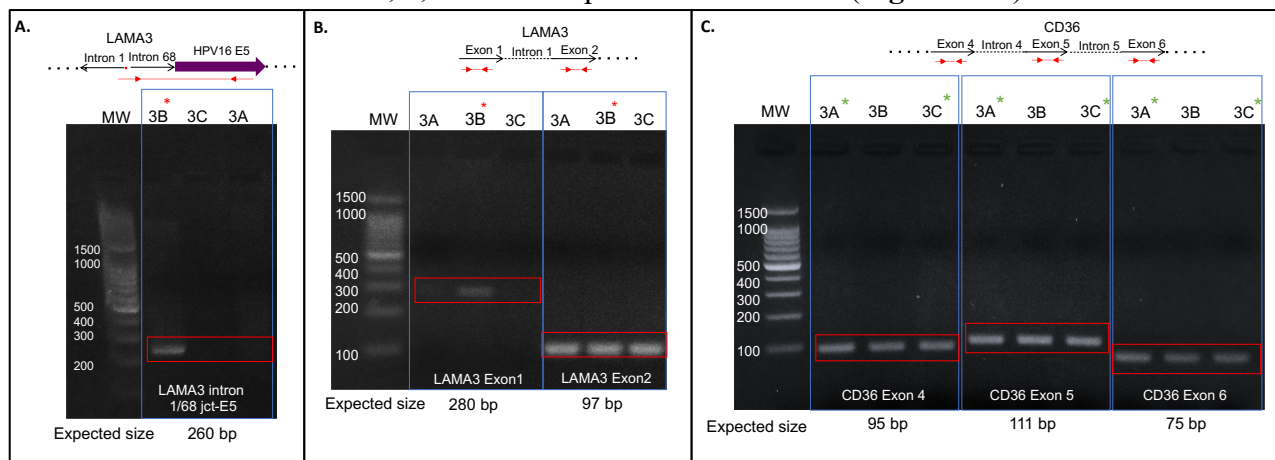 A.
LAMA3
HPV16 E5
Intron 1 Intron 68
MW 3B* 3C 3A
1500
1000
500
400
300
200
LAMA3 intron
1/68 jct-E5
Expected size 260 bp
B.
LAMA3
Exon 1 Intron 1 Exon 2
MW 3A 3B* 3C 3A 3B* 3C
1500
1000
500
400
300
200
100
LAMA3 Exon1 LAMA3 Exon2
Expected size 280 bp 97 bp
C.
CD36
Exon 4 Intron 4 Exon 5 Intron 5 Exon 6
MW 3A* 3B 3C* 3A* 3B 3C* 3A* 3B 3C*
1500
1000
500
400
300
200
100
CD36 Exon 4 CD36 Exon 5 CD36 Exon 6
Expected size 95 bp 111 bp 75 bp